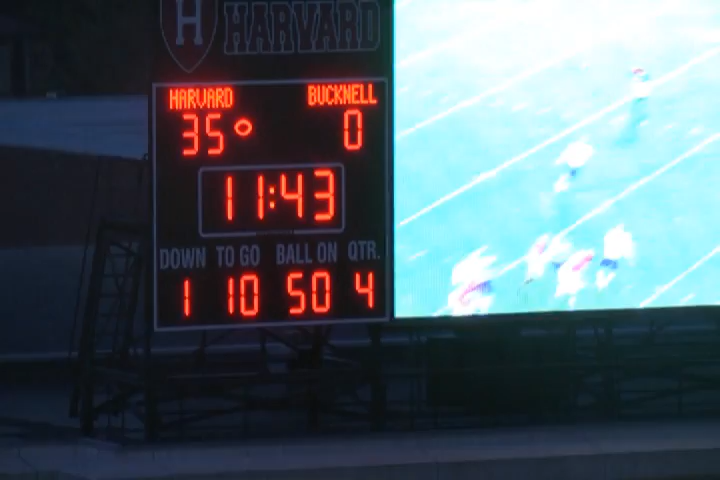 H HARVARD
HARVARD BUCKNELL
35 0
11:43
DOWN TO GO BALL ON QTR.
1 10 50 4